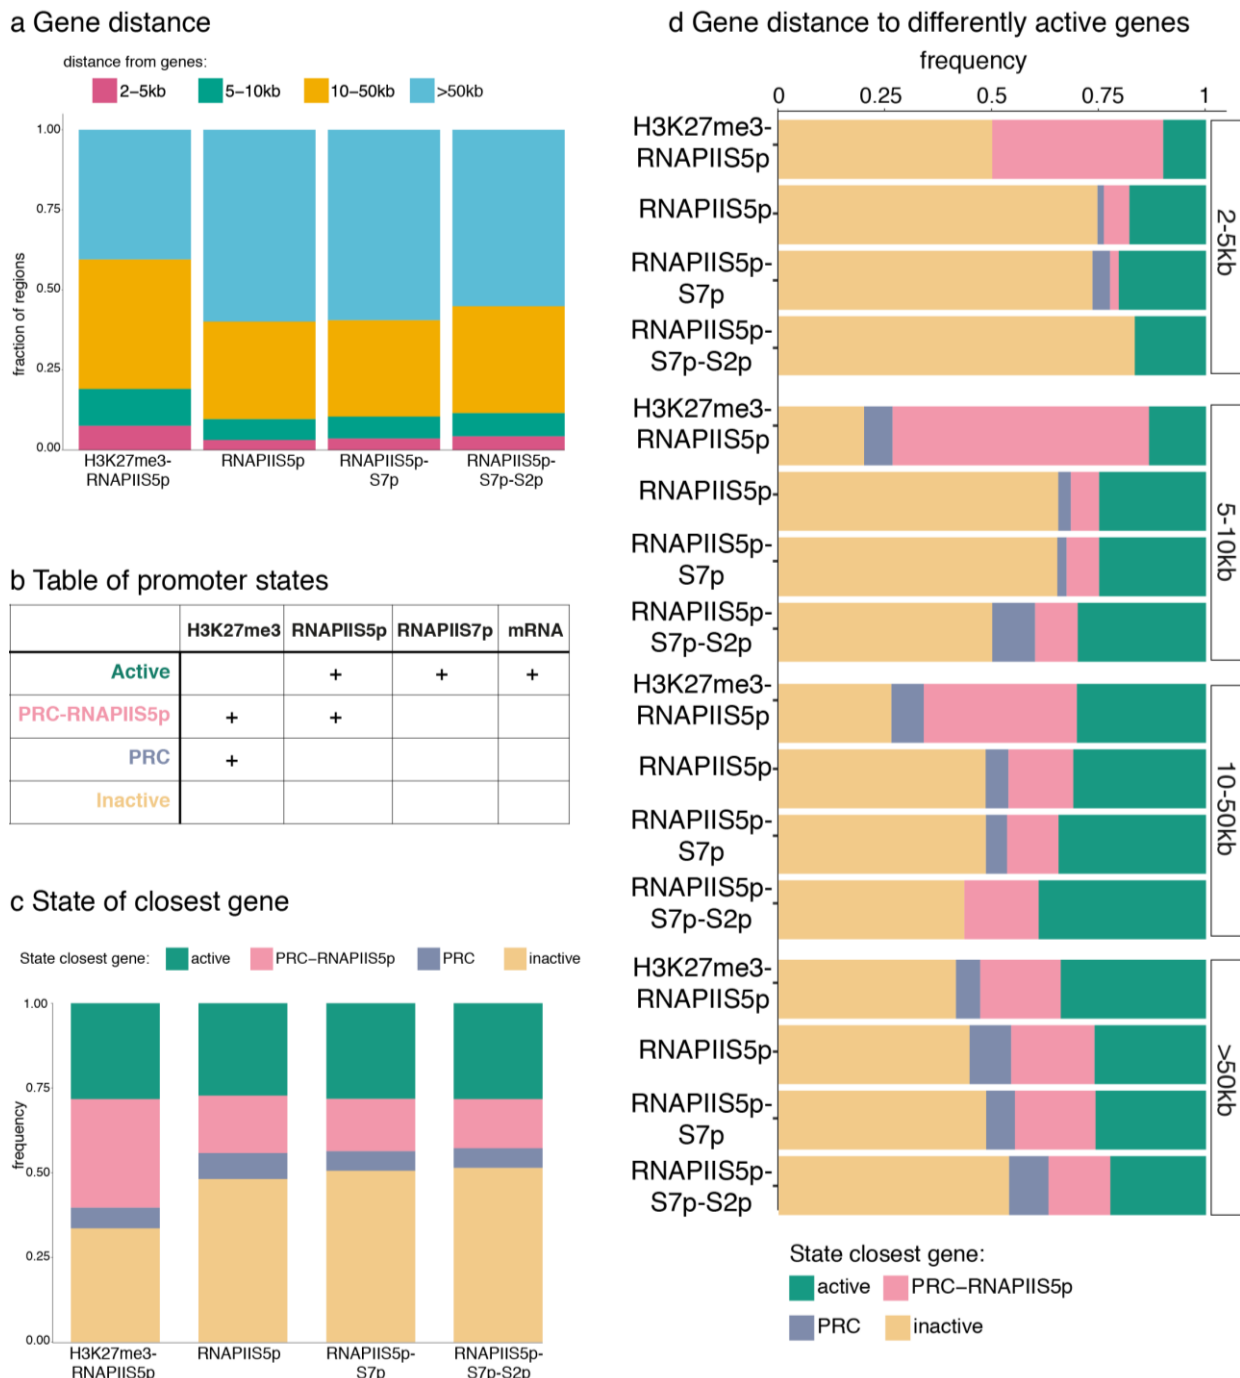 a Gene distance
distance from genes:
2–5kb 5–10kb 10–50kb >50kb
1.00
0.75
0.50
0.25
0.00
fraction of regions
H3K27me3-
RNAPIIS5p
RNAPIIS5p
RNAPIIS5p-
S7p
RNAPIIS5p-
S7p-S2p
b Table of promoter states
H3K27me3 RNAPIIS5p RNAPIIS7p mRNA
Active + + +
PRC-RNAPIIS5p + +
PRC +
Inactive
c State of closest gene
State closest gene: active PRC–RNAPIIS5p PRC inactive
1.00
0.75
0.50
0.25
0.00
frequency
H3K27me3-
RNAPIIS5p
RNAPIIS5p
RNAPIIS5p-
S7p
RNAPIIS5p-
S7p-S2p
d Gene distance to differently active genes
frequency
0 0.25 0.5 0.75 1
H3K27me3-
RNAPIIS5p
RNAPIIS5p
RNAPIIS5p-
S7p
RNAPIIS5p-
S7p-S2p
2-5kb
H3K27me3-
RNAPIIS5p
RNAPIIS5p
RNAPIIS5p-
S7p
RNAPIIS5p-
S7p-S2p
5-10kb
H3K27me3-
RNAPIIS5p
RNAPIIS5p
RNAPIIS5p-
S7p
RNAPIIS5p-
S7p-S2p
10-50kb
H3K27me3-
RNAPIIS5p
RNAPIIS5p
RNAPIIS5p-
S7p
RNAPIIS5p-
S7p-S2p
>50kb
State closest gene:
active PRC–RNAPIIS5p
PRC inactive